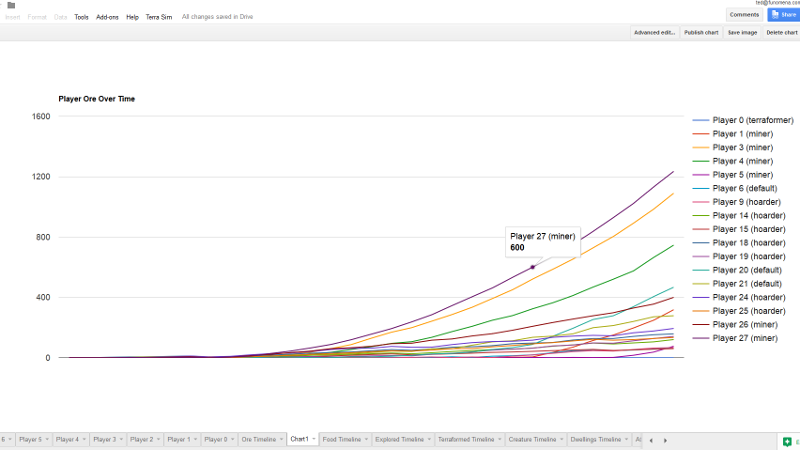 ted@funomena.com
Insert Format Data Tools Add-ons Help Terra Sim All changes saved in Drive
Comments Share
Advanced edit... Publish chart Save image Delete chart
Player Ore Over Time
1600
1200
800
400
0
Player 27 (miner)
600
Player 0 (terraformer)
Player 1 (miner)
Player 3 (miner)
Player 4 (miner)
Player 5 (miner)
Player 6 (default)
Player 9 (hoarder)
Player 14 (hoarder)
Player 15 (hoarder)
Player 18 (hoarder)
Player 19 (hoarder)
Player 20 (default)
Player 21 (default)
Player 24 (hoarder)
Player 25 (hoarder)
Player 26 (miner)
Player 27 (miner)
6 Player 5 Player 4 Player 3 Player 2 Player 1 Player 0 Ore Timeline Chart1 Food Timeline Explored Timeline Terraformed Timeline Creature Timeline Dwellings Timeline